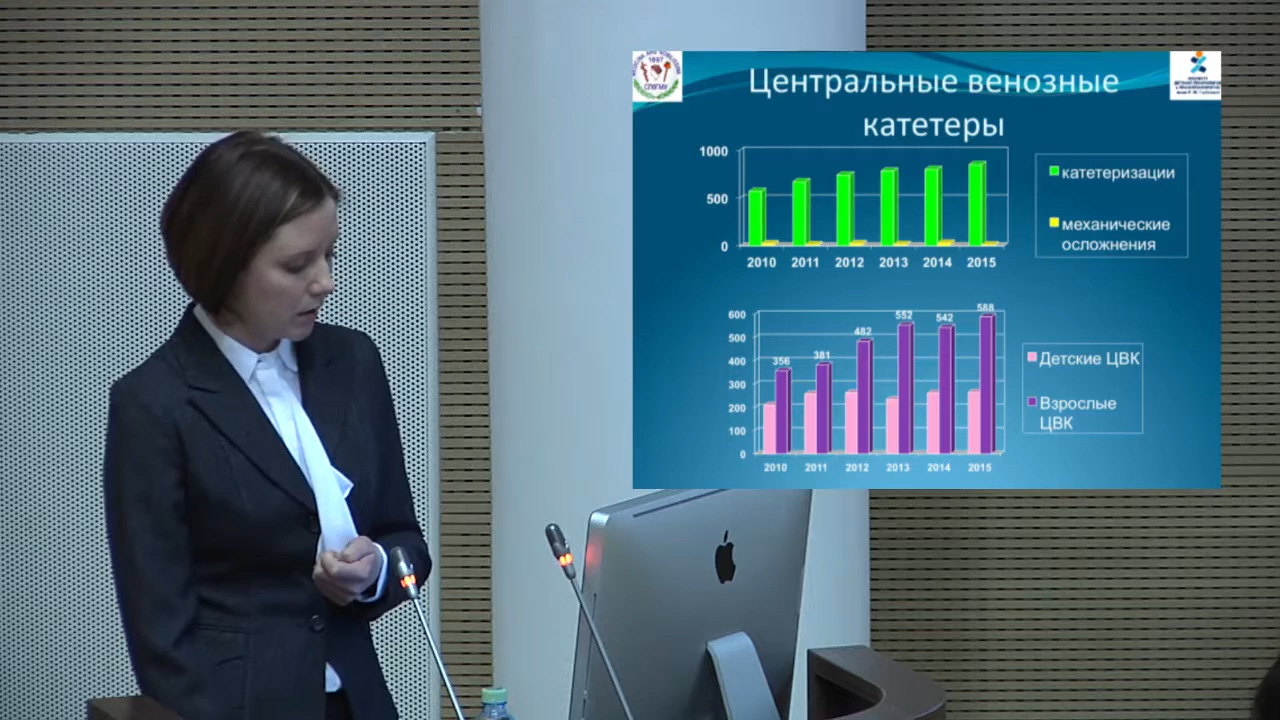 Центральные венозные
катетеры
1997
СПбГМУ
1000
500
0
2010 2011 2012 2013 2014 2015
катетеризации
механические
осложнения
600
500
400
300
200
100
0
356 381 482 552 542 588
2010 2011 2012 2013 2014 2015
Детские ЦВК
Взрослые
ЦВК